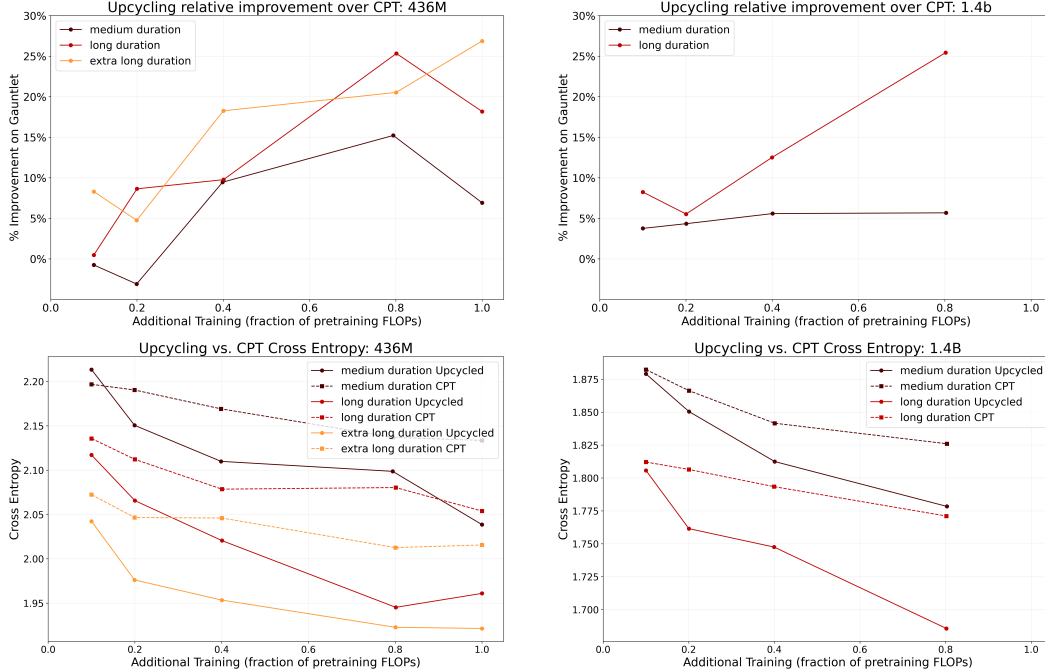 Upcycling relative improvement over CPT: 436M
30%
25%
20%
15%
10%
5%
0%
% Improvement on Gauntlet
medium duration
long duration
extra long duration
0.0
0.2
0.4
0.6
0.8
1.0
Additional Training (fraction of pretraining FLOPs)
Upcycling relative improvement over CPT: 1.4b
30%
25%
20%
15%
10%
5%
0%
% Improvement on Gauntlet
medium duration
long duration
0.0
0.2
0.4
0.6
0.8
1.0
Additional Training (fraction of pretraining FLOPs)
Upcycling vs. CPT Cross Entropy: 436M
2.20
2.15
2.10
2.05
2.00
1.95
Cross Entropy
medium duration Upcycled
medium duration CPT
long duration Upcycled
long duration CPT
extra long duration Upcycled
extra long duration CPT
0.0
0.2
0.4
0.6
0.8
1.0
Additional Training (fraction of pretraining FLOPs)
Upcycling vs. CPT Cross Entropy: 1.4B
1.875
1.850
1.825
1.800
1.775
1.750
1.725
1.700
Cross Entropy
medium duration Upcycled
medium duration CPT
long duration Upcycled
long duration CPT
0.0
0.2
0.4
0.6
0.8
1.0
Additional Training (fraction of pretraining FLOPs)